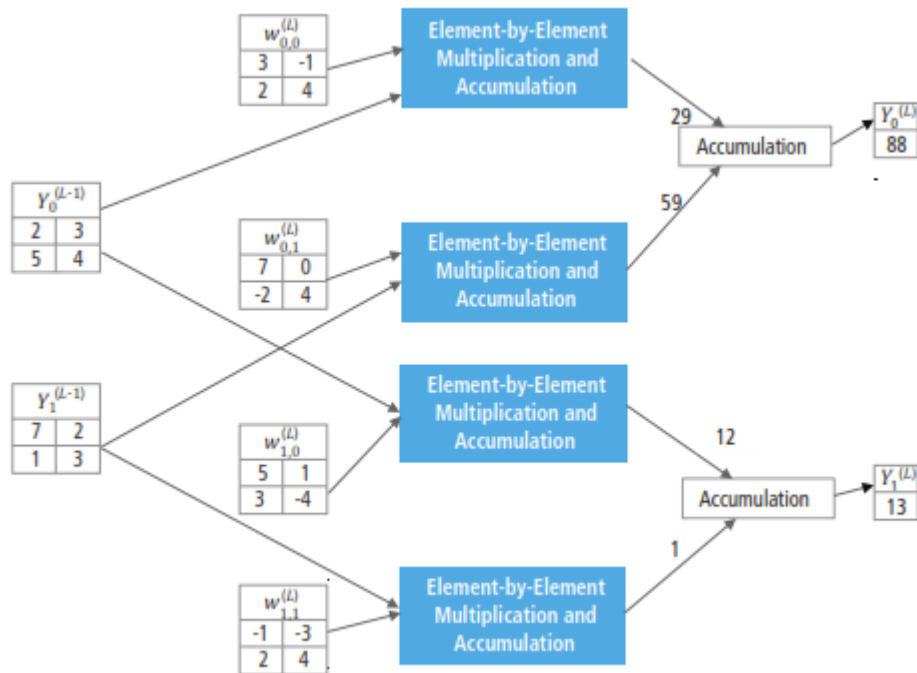 w0,0(L)
3 -1
2 4
Element-by-Element
Multiplication and
Accumulation
29
Accumulation
Y0(L)
88
Y0(L-1)
2 3
5 4
59
w0,1(L)
7 0
-2 4
Element-by-Element
Multiplication and
Accumulation
Y1(L-1)
7 2
1 3
Element-by-Element
Multiplication and
Accumulation
w1,0(L)
5 1
3 -4
12
Accumulation
Y1(L)
13
1
w1,1(L)
-1 -3
2 4
Element-by-Element
Multiplication and
Accumulation